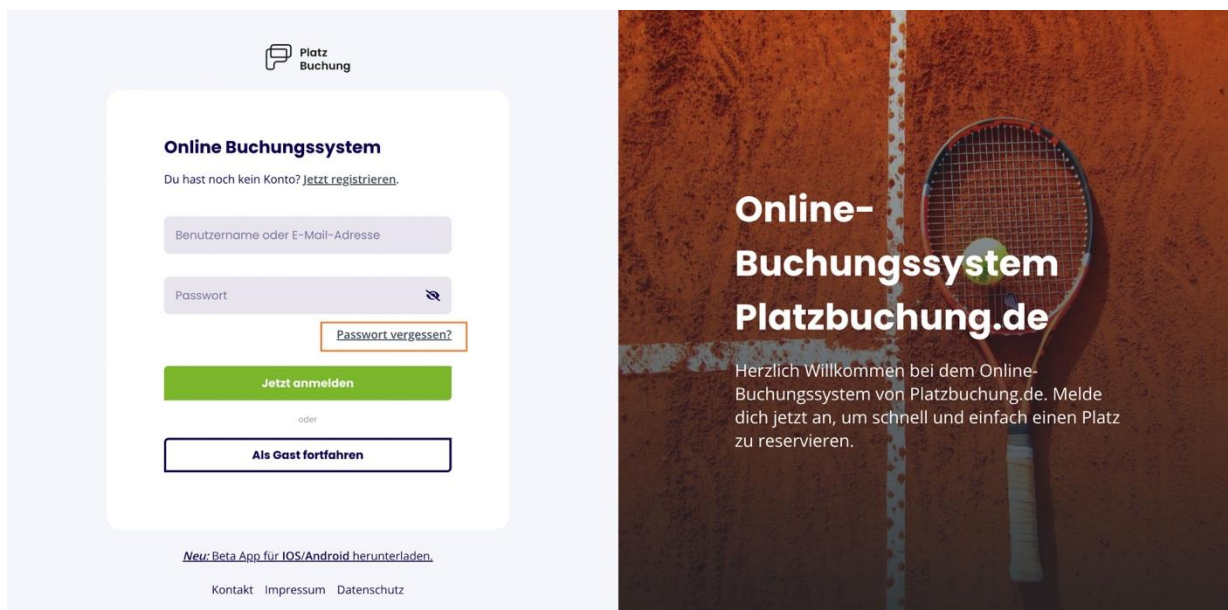 Platz
Buchung
Online Buchungssystem
Du hast noch kein Konto? Jetzt registrieren.
Benutzername oder E-Mail-Adresse
Passwort
Passwort vergessen?
Jetzt anmelden
oder
Als Gast fortfahren
Neu: Beta App für IOS/Android herunterladen.
Kontakt Impressum Datenschutz
Online-
Buchungssystem
Platzbuchung.de
Herzlich Willkommen bei dem Online-
Buchungssystem von Platzbuchung.de. Melde
dich jetzt an, um schnell und einfach einen Platz
zu reservieren.